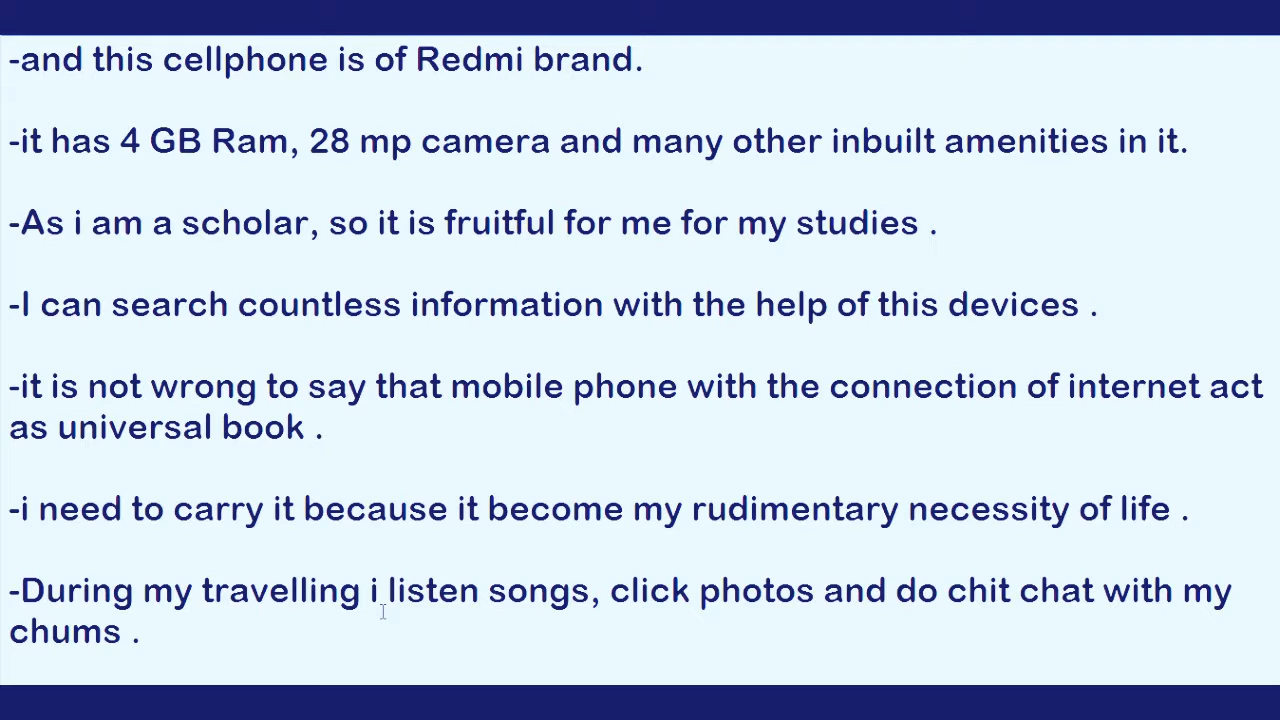 -and this cellphone is of Redmi brand.
-it has 4 GB Ram, 28 mp camera and many other inbuilt amenities in it.
-As i am a scholar, so it is fruitful for me for my studies .
-I can search countless information with the help of this devices .
-it is not wrong to say that mobile phone with the connection of internet act
as universal book .
-i need to carry it because it become my rudimentary necessity of life .
-During my travelling i listen songs, click photos and do chit chat with my
chums .